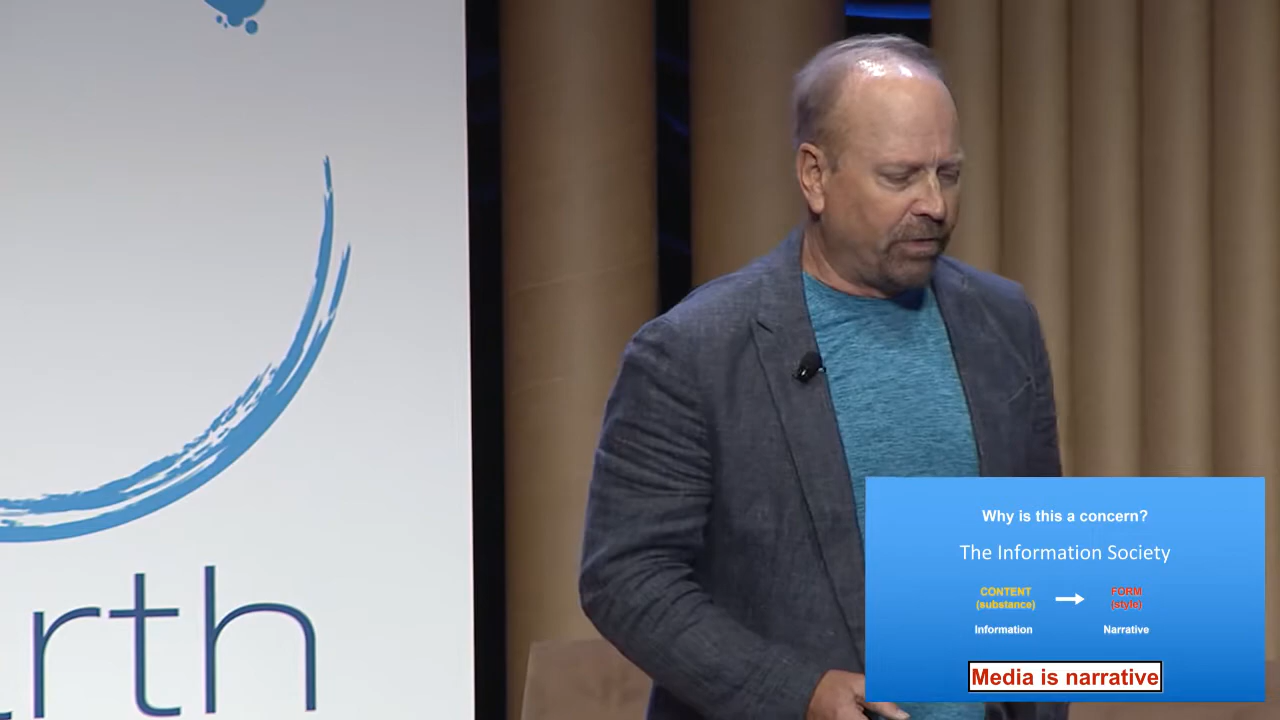 rth
Why is this a concern?
The Information Society
CONTENT
(substance)
FORM
(style)
Information
Narrative
Media is narrative